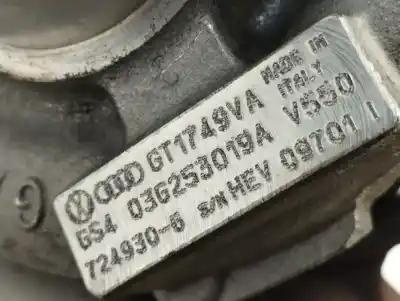 GT1749VA MADE IN ITALY
GS4 03G253019A V550
724930-6 S/N HEV 09701 I